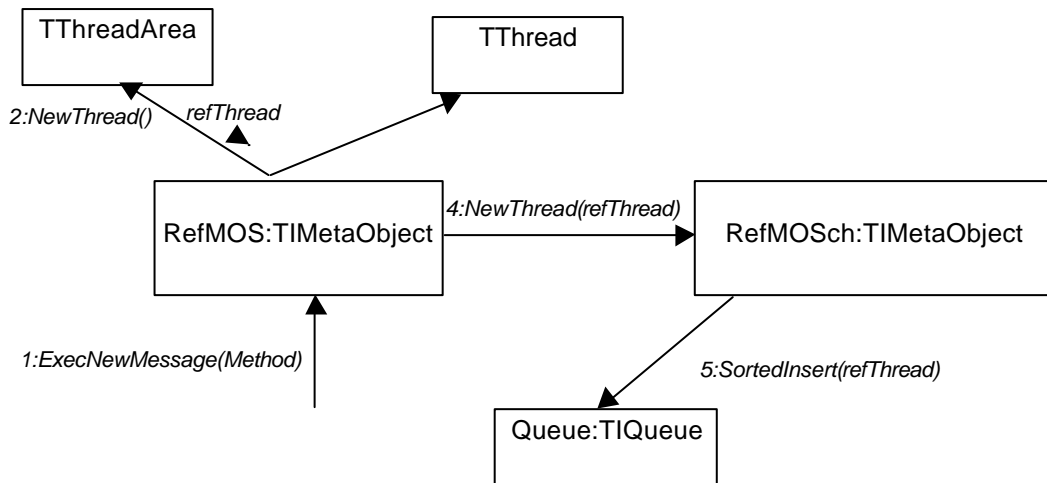 TThreadArea
TThread
2:NewThread()
refThread
RefMOS:TIMetaObject
4:NewThread(refThread)
RefMOSch:TIMetaObject
1:ExecNewMessage(Method)
5:SortedInsert(refThread)
Queue:TIQueue